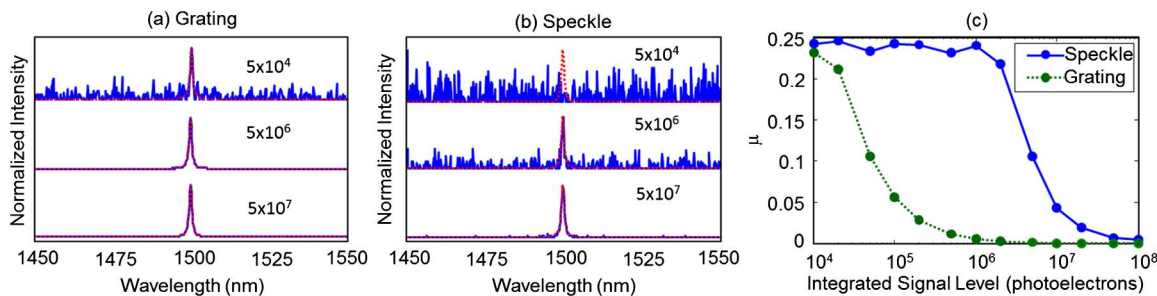 (a) Grating
Normalized Intensity
5x10⁴
5x10⁶
5x10⁷
1450 1475 1500 1525 1550
Wavelength (nm)
(b) Speckle
Normalized Intensity
5x10⁴
5x10⁶
5x10⁷
1450 1475 1500 1525 1550
Wavelength (nm)
(c)
μ
0.25
0.2
0.15
0.1
0.05
0
Speckle
Grating
10⁴ 10⁵ 10⁶ 10⁷ 10⁸
Integrated Signal Level (photoelectrons)